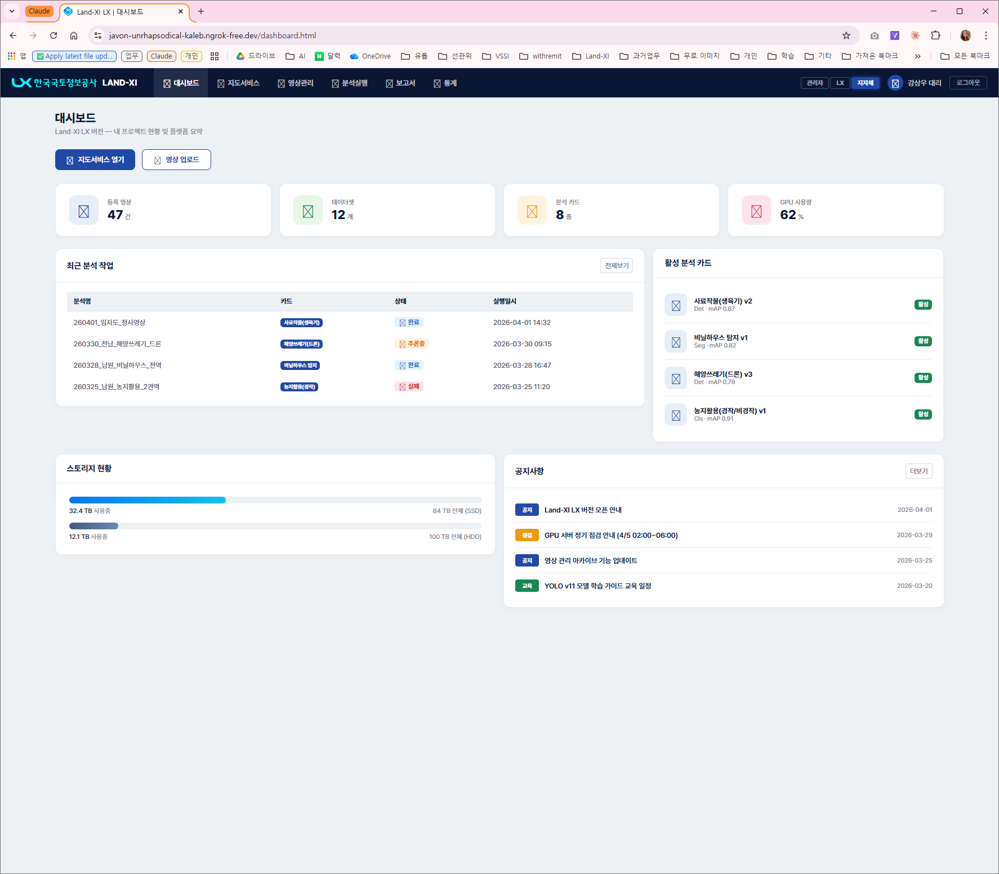 Claude
Land-XI LX | 대시보드
javon-unrhapsodical-kaleb.ngrok-free.dev/dashboard.html
앱 Apply latest file upd... 업무 Claude 개인 드라이브 AI 달력 OneDrive 유튭 선관위 VSSI withremit Land-XI 과거업무 무료 이미지 개인 학습 기타 가져온 북마크 모든 북마크
LX 한국국토정보공사 LAND-XI 대시보드 지도서비스 영상관리 분석실행 보고서 통계 관리자 LX 지자체 강상우 대리 로그아웃
대시보드
Land-XI LX 버전 — 내 프로젝트 현황 및 플랫폼 요약
지도서비스 열기 영상 업로드
등록 영상
47 건
데이터셋
12 개
분석 카드
8 종
GPU 사용량
62 %
최근 분석 작업 전체보기
분석명 카드 상태 실행일시
260401_임자도_정사영상 사료작물(생육기) 완료 2026-04-01 14:32
260330_전남_해양쓰레기_드론 해양쓰레기(드론) 추론중 2026-03-30 09:15
260328_남원_비닐하우스_전역 비닐하우스 탐지 완료 2026-03-28 16:47
260325_남원_농지활용_2권역 농지활용(경작) 실패 2026-03-25 11:20
활성 분석 카드
사료작물(생육기) v2 활성
Det · mAP 0.87
비닐하우스 탐지 v1 활성
Seg · mAP 0.82
해양쓰레기(드론) v3 활성
Det · mAP 0.79
농지활용(경작/비경작) v1 활성
Cls · mAP 0.91
스토리지 현황
32.4 TB 사용중 84 TB 전체 (SSD)
12.1 TB 사용중 100 TB 전체 (HDD)
공지사항 더보기
공지 Land-XI LX 버전 오픈 안내 2026-04-01
점검 GPU 서버 정기 점검 안내 (4/5 02:00~06:00) 2026-03-29
공지 영상 관리 아카이브 기능 업데이트 2026-03-25
교육 YOLO v11 모델 학습 가이드 교육 일정 2026-03-20